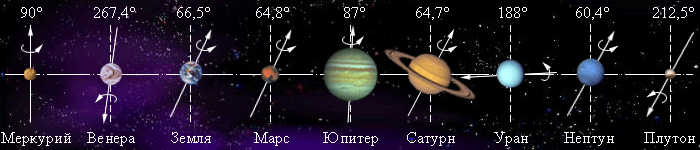 90° 267,4° 66,5° 64,8° 87° 64,7° 188° 60,4° 212,5°
Меркурий Венера Земля Марс Юпитер Сатурн Уран Нептун Плутон